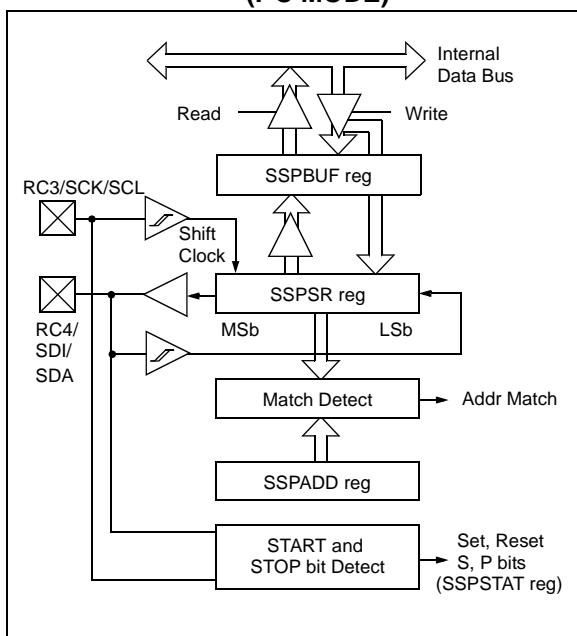 MODE)
Internal
Data Bus
Read
Write
SSPBUF reg
RC3/SCK/SCL
Shift
Clock
SSPSR reg
MSb
LSb
RC4/
SDI/
SDA
Match Detect
Addr Match
SSPADD reg
START and
STOP bit Detect
Set, Reset
S, P bits
(SSPSTAT reg)